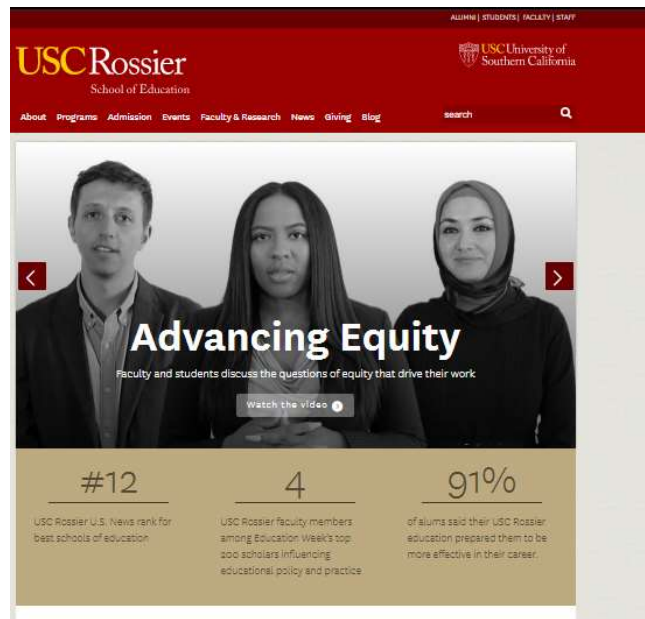 ALUMNI | STUDENTS | FACULTY | STAFF
USC Rossier
School of Education
USC University of
Southern California
About Programs Admission Events Faculty & Research News Giving Blog
search
Advancing Equity
Faculty and students discuss the questions of equity that drive their work
Watch the video
#12
USC Rossier U.S. News rank for
best schools of education
4
USC Rossier faculty members
among Education Week's top
200 scholars influencing
educational policy and practice
91%
of alums said their USC Rossier
education prepared them to be
more effective in their career.